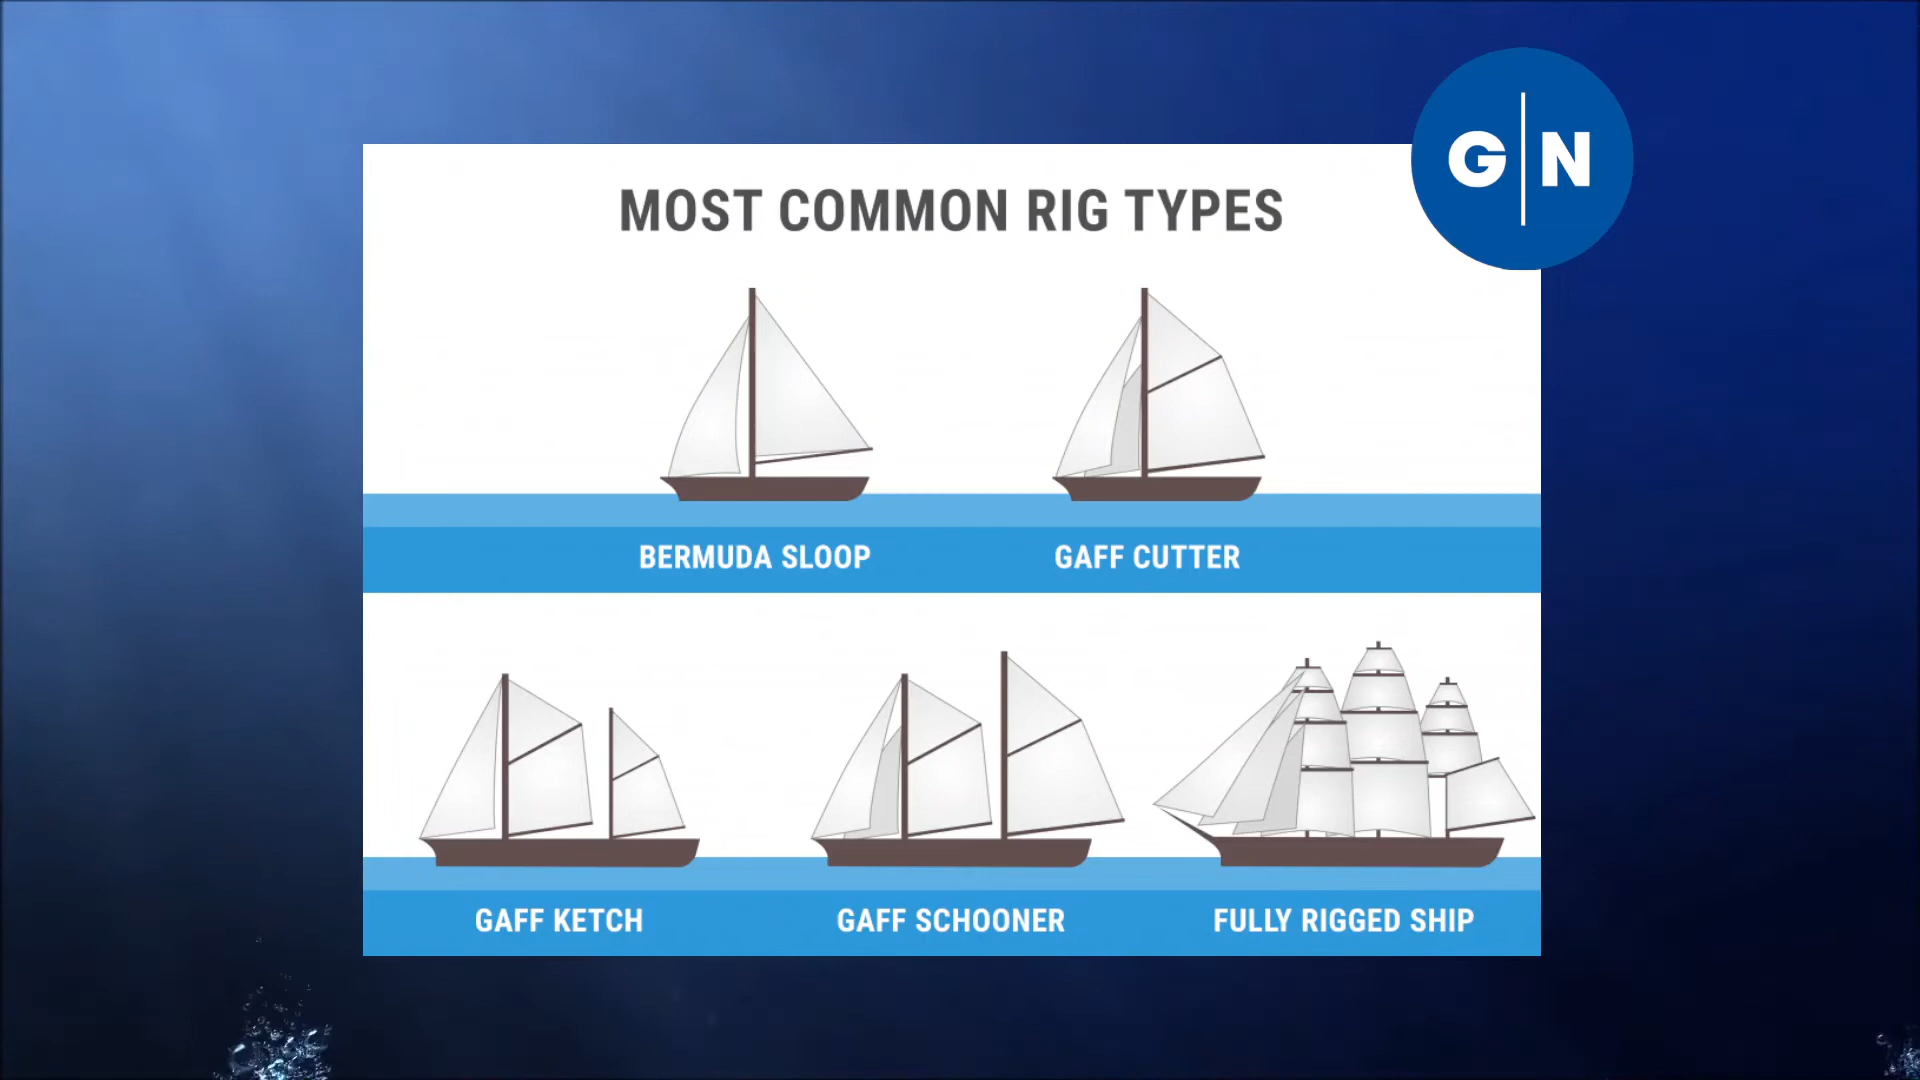 G|N
MOST COMMON RIG TYPES
BERMUDA SLOOP
GAFF CUTTER
GAFF KETCH
GAFF SCHOONER
FULLY RIGGED SHIP